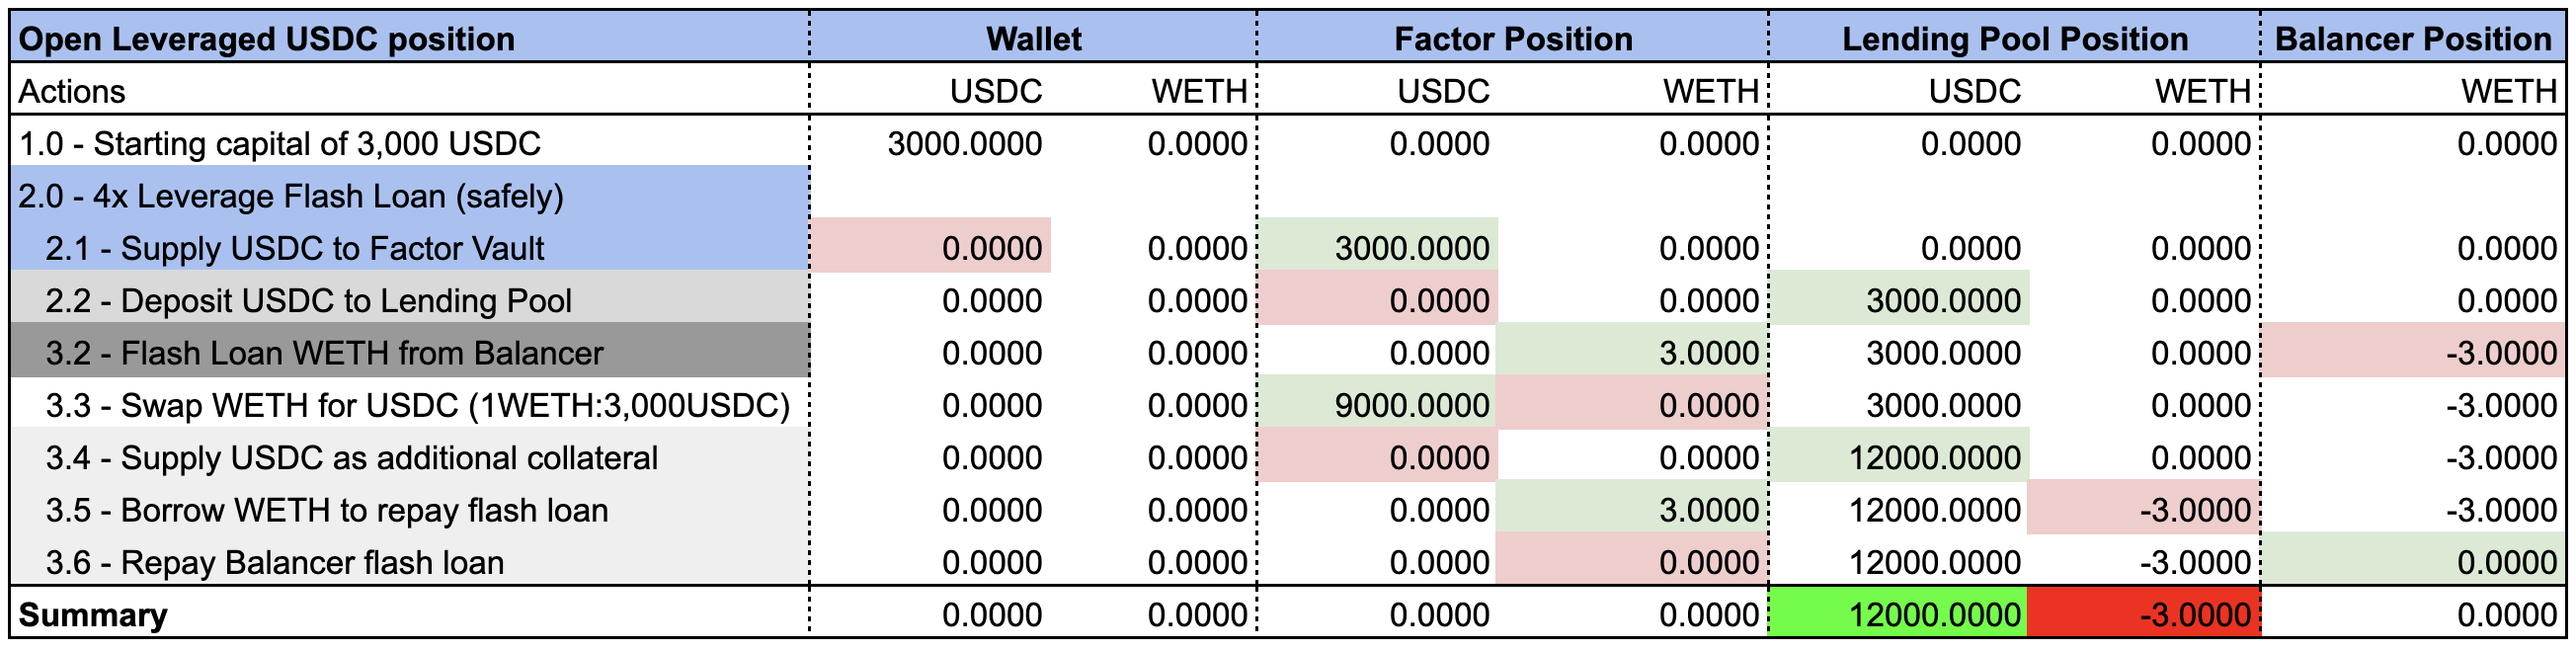 Open Leveraged USDC position Wallet Factor Position Lending Pool Position Balancer Position
Actions USDC WETH USDC WETH USDC WETH WETH
1.0 - Starting capital of 3,000 USDC 3000.0000 0.0000 0.0000 0.0000 0.0000 0.0000 0.0000
2.0 - 4x Leverage Flash Loan (safely)
2.1 - Supply USDC to Factor Vault 0.0000 0.0000 3000.0000 0.0000 0.0000 0.0000 0.0000
2.2 - Deposit USDC to Lending Pool 0.0000 0.0000 0.0000 0.0000 3000.0000 0.0000 0.0000
3.2 - Flash Loan WETH from Balancer 0.0000 0.0000 0.0000 3.0000 3000.0000 0.0000 -3.0000
3.3 - Swap WETH for USDC (1WETH:3,000USDC) 0.0000 0.0000 9000.0000 0.0000 3000.0000 0.0000 -3.0000
3.4 - Supply USDC as additional collateral 0.0000 0.0000 0.0000 0.0000 12000.0000 0.0000 -3.0000
3.5 - Borrow WETH to repay flash loan 0.0000 0.0000 0.0000 3.0000 12000.0000 -3.0000 -3.0000
3.6 - Repay Balancer flash loan 0.0000 0.0000 0.0000 0.0000 12000.0000 -3.0000 0.0000
Summary 0.0000 0.0000 0.0000 0.0000 12000.0000 -3.0000 0.0000